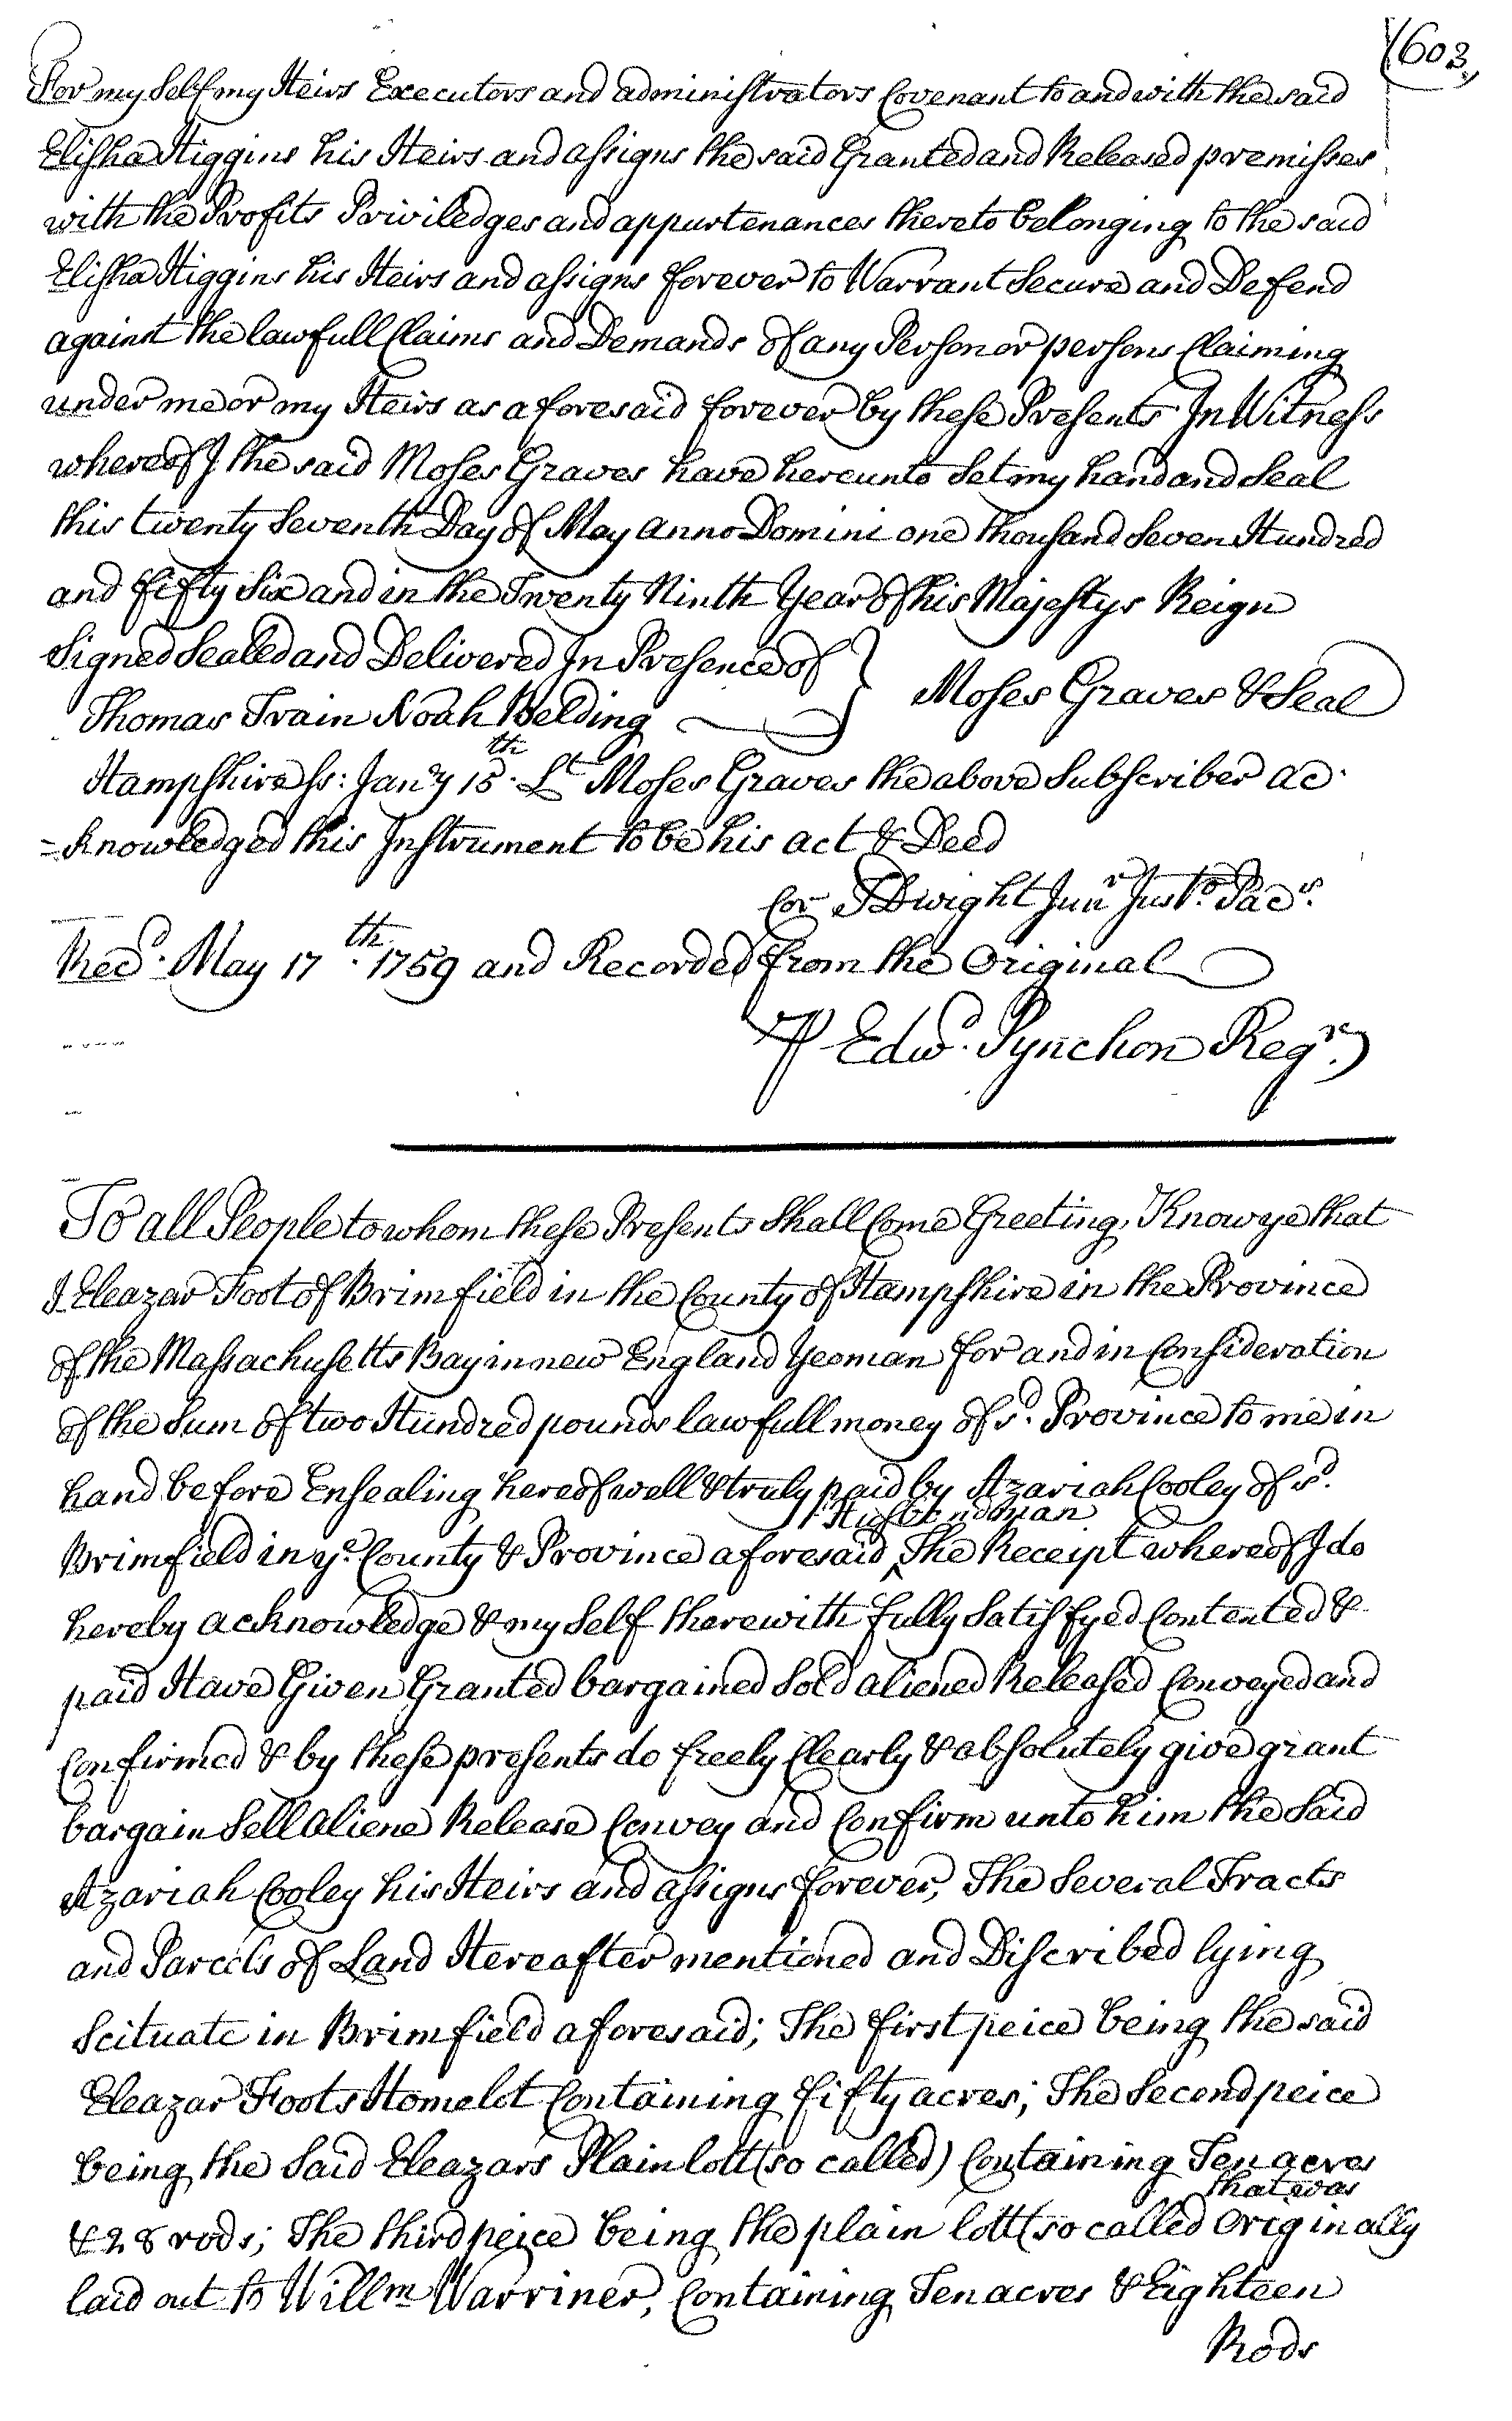 (603,
For my Self my Heirs Executors and administrators Covenant to and with the said
Elisha Higgins his Heirs and assigns the said Granted and Released premisses
with the Profits Priviledges and appurtenances thereto belonging to the said
Elisha Higgins his Heirs and assigns forever to Warrant Secure and Defend
against the lawfull Claims and Demands of any Person or persons Claiming
under me or my Heirs as aforesaid forever by these Presents In Witness
whereof I the said Moses Graves have hereunto Set my hand and Seal
this twenty Seventh Day of May anno Domini one thousand Seven Hundred
and fifty Six and in the Twenty Ninth Year of his Majestys Reign
Signed Sealed and Delivered In Presence of } Moses Graves & Seal
Thomas Train Noah Belding
Hampshire Ss: Janry 15th. Lt Moses Graves the above Subscriber ac
=knowledged this Instrument to be his act & Deed
Cor T Dwight Junr Justo Pacs.
Recd. May 17th. 1759 and Recorded from the Original
P Edwd. Pynchon Regr.
To all People to whom these Presents Shall Come Greeting, Know ye that
I Eleazar Foot of Brimfield in the County of Hampshire in the Province
of the Massachusetts Bay in new England Yeoman for and in Consideration
of the Sum of two Hundred pounds lawfull money of sd. Province to me in
hand before Ensealing hereof well & truly paid by Azariah Cooley of sd.
Husbandman
Brimfield in ye. County & Province aforesaid ‸ The Receipt whereof I do
hereby acknowledge & my Self therewith fully Satisfyed Contented &
paid Have Given Granted bargained Sold aliened Released Conveyed and
Confirmed & by these presents do freely Clearly & absolutely give grant
bargain Sell aliene Release Convey and Confirm unto him the Said
Azariah Cooley his Heirs and assigns forever, The Several Tracts
and Parcels of Land Hereafter mentioned and Discribed lying
Scituate in Brimfield aforesaid; The first peice being the said
Eleazar Foots Homelot Containing fifty acres; The Second peice
being the Said Eleazars Plain lott (so called) Containing Ten acres
that was
& 28 rods; The third peice being the plain lott (so called Originally
laid out to Willm Warriner, Containing Ten acres & Eighteen
Rods